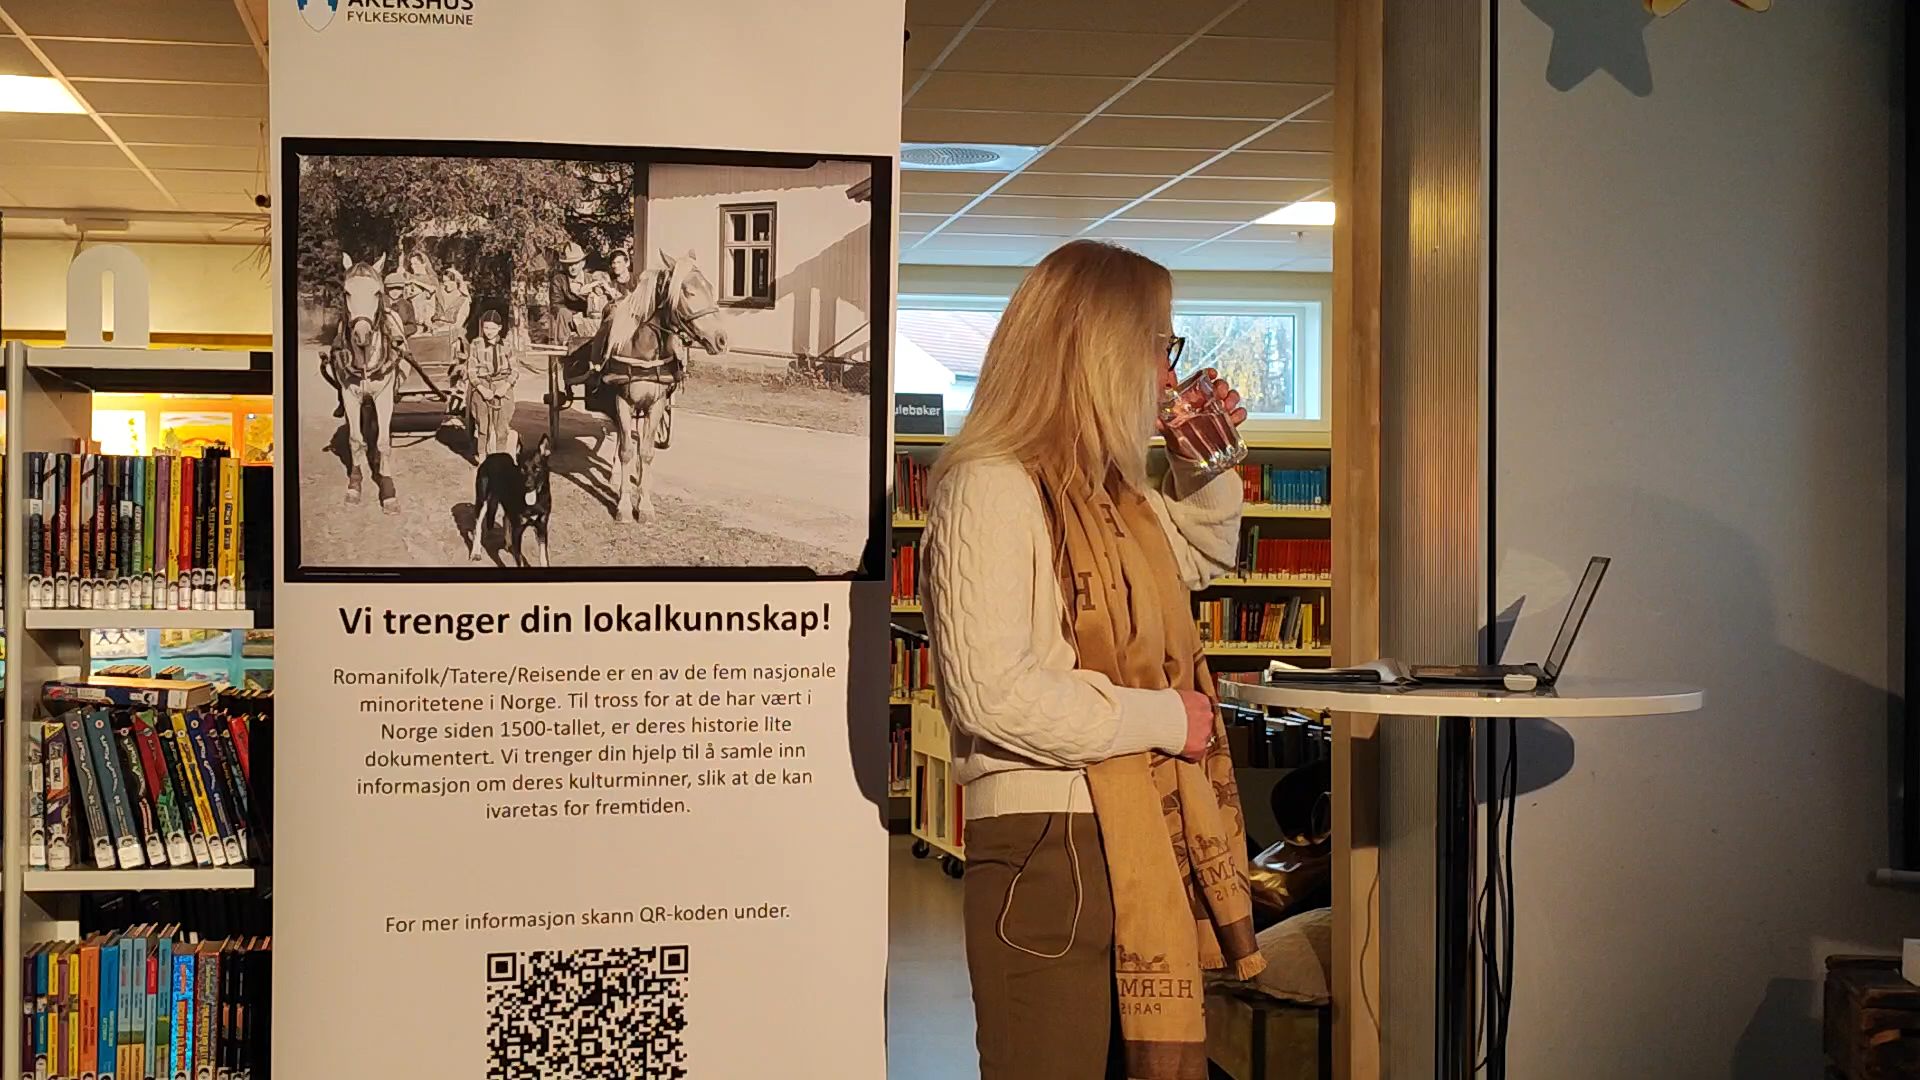 AKERSHUS
FYLKESKOMMUNE
Vi trenger din lokalkunnskap!
Romanifolk/Tatere/Reisende er en av de fem nasjonale
minoritetene i Norge. Til tross for at de har vært i
Norge siden 1500-tallet, er deres historie lite
dokumentert. Vi trenger din hjelp til å samle inn
informasjon om deres kulturminner, slik at de kan
ivaretas for fremtiden.
For mer informasjon skann QR-koden under.
ulebøker
HERM
PARIS